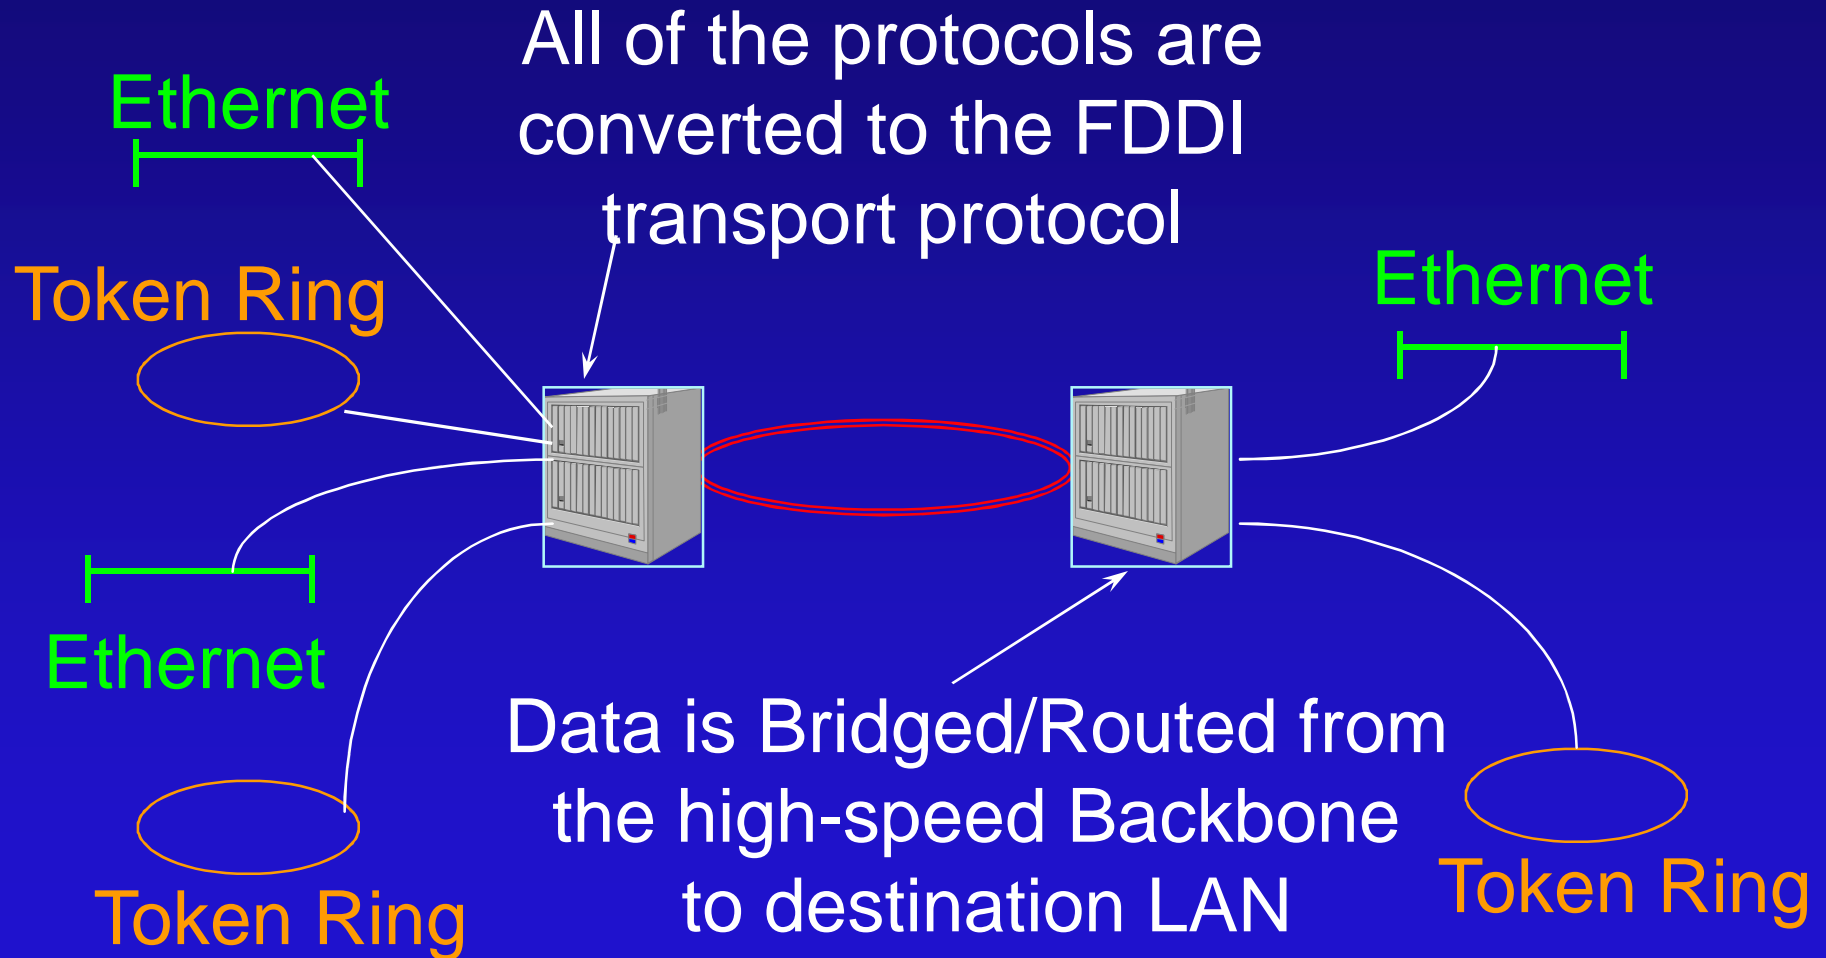 All of the protocols are
converted to the FDDI
transport protocol
Ethernet
Token Ring
Ethernet
Ethernet
Token Ring
Data is Bridged/Routed from
the high-speed Backbone
to destination LAN
Token Ring